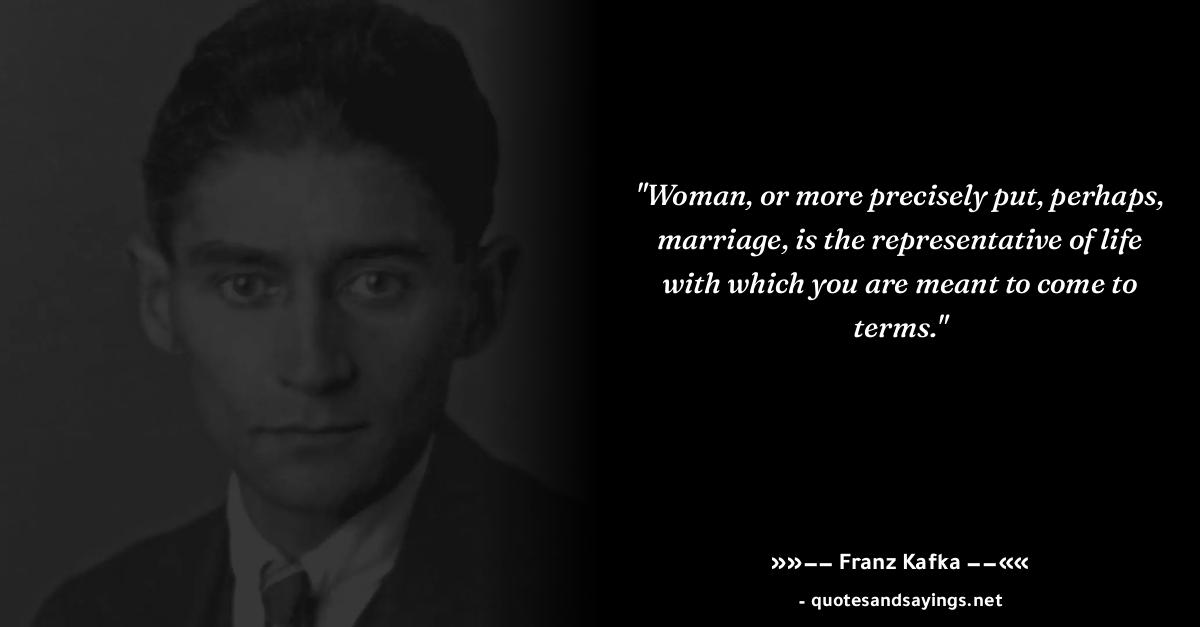 "Woman, or more precisely put, perhaps,
marriage, is the representative of life
with which you are meant to come to
terms."
»»–– Franz Kafka ––««
- quotesandsayings.net